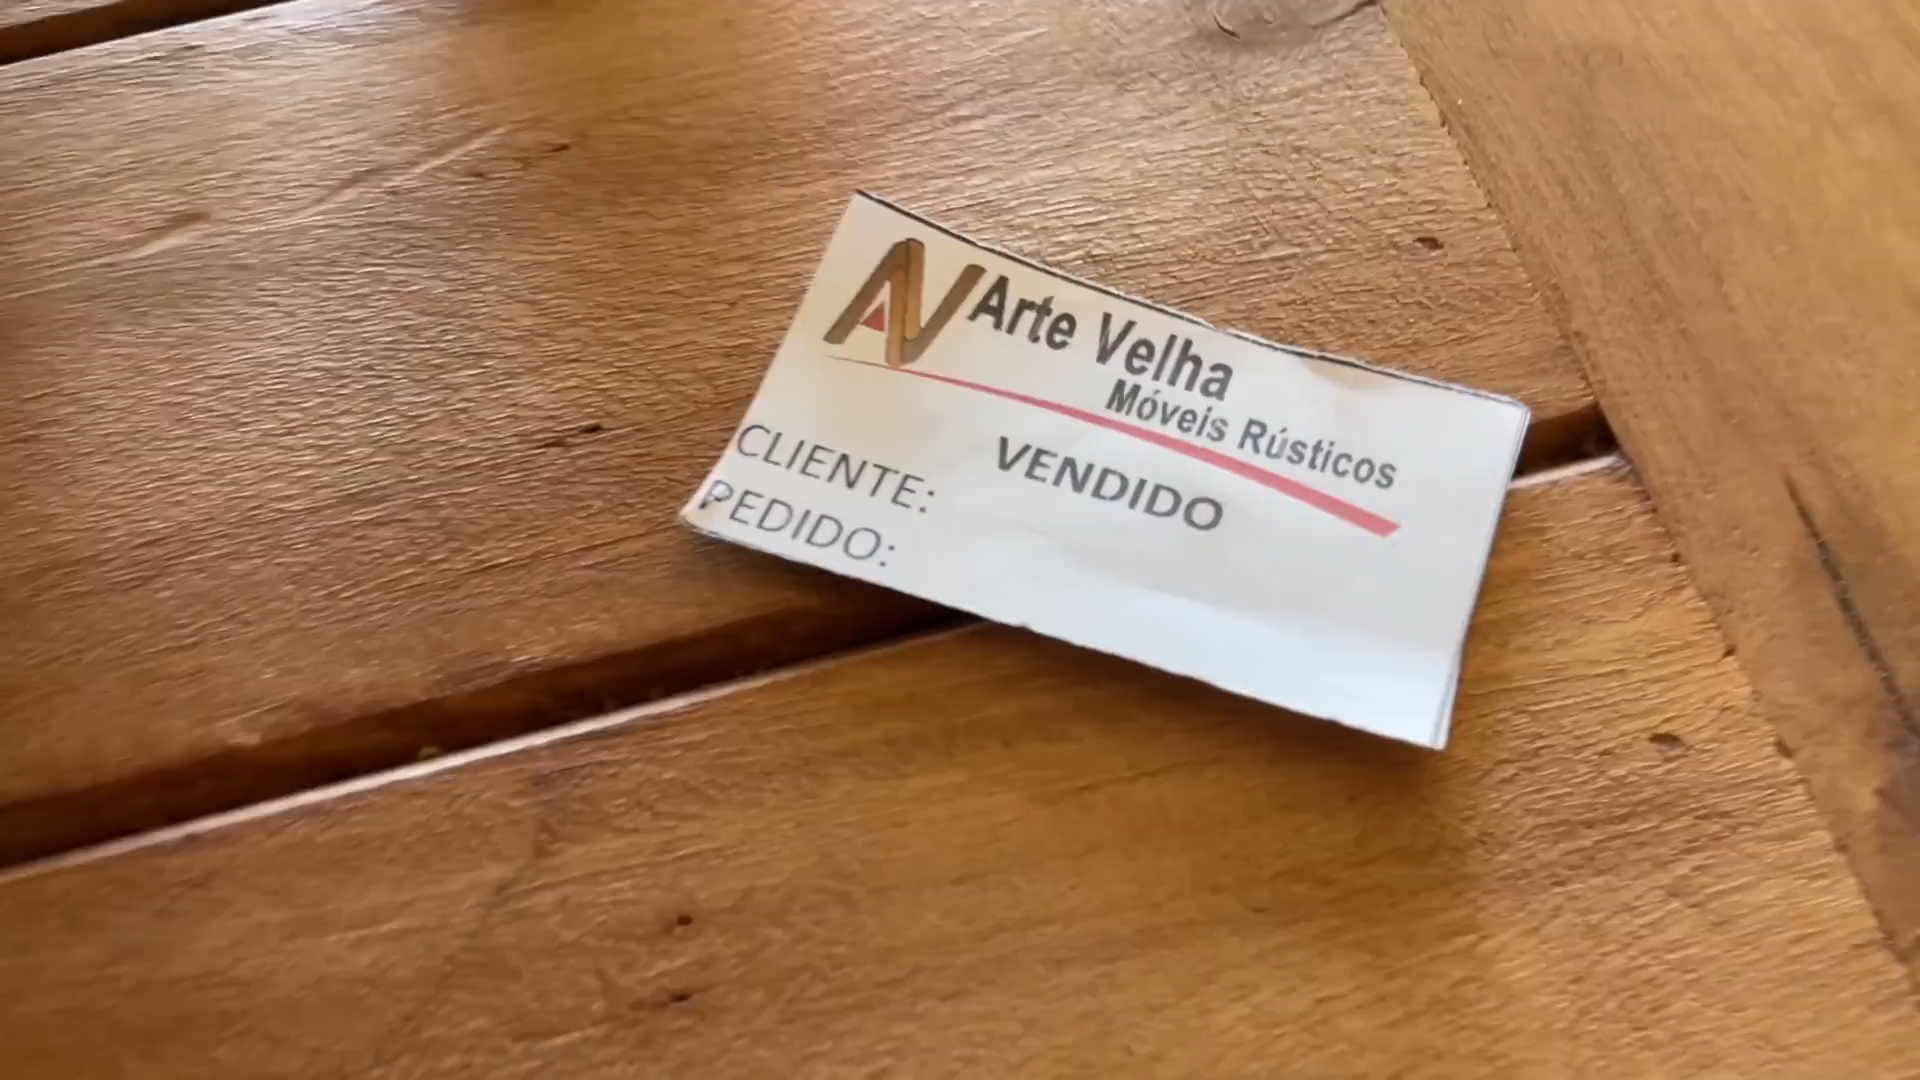 AV Arte Velha
Móveis Rústicos
VENDIDO
CLIENTE:
PEDIDO: